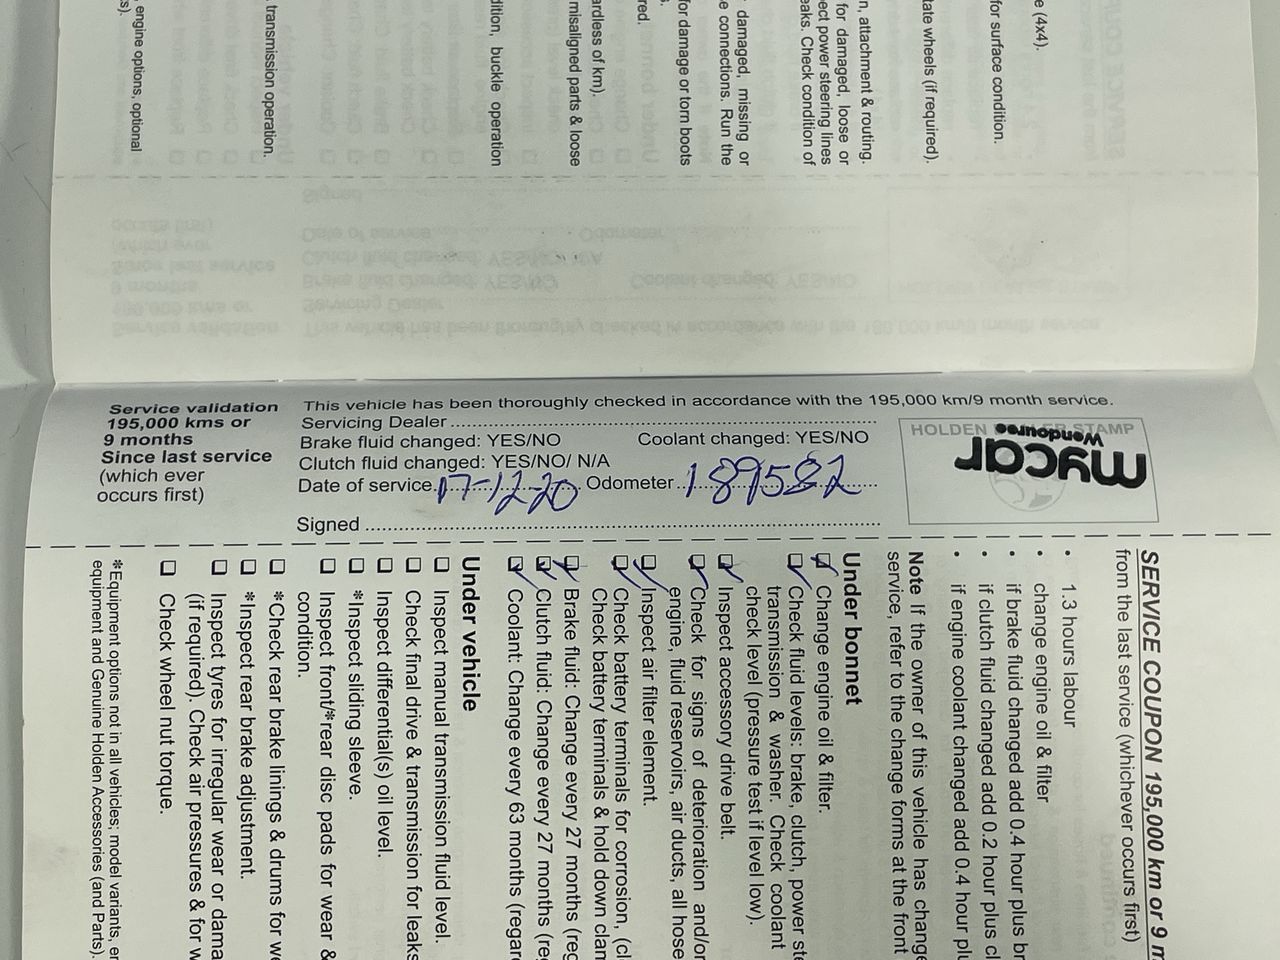 e (4x4).
for surface condition.
tate wheels (if required).
n, attachment & routing.
for damaged, loose or
ect power steering lines
eaks. Check condition of
damaged, missing or
e connections. Run the
for damage or torn boots
red.
ardless of km).
misaligned parts & loose
dition, buckle operation
transmission operation.
engine options, optional
s).
Service validation
195,000 kms or
9 months
Since last service
(which ever
occurs first)
This vehicle has been thoroughly checked in accordance with the 195,000 km/9 month service.
Servicing Dealer
Brake fluid changed: YES/NO Coolant changed: YES/NO
Clutch fluid changed: YES/NO/ N/A
Date of service 17-12-20 Odometer 189582
Signed
HOLDEN STAMP
mycar
Wendouree
SERVICE COUPON 195,000 km or 9 m
from the last service (whichever occurs first)
• 1.3 hours labour
• change engine oil & filter
• if brake fluid changed add 0.4 hour plus br
• if clutch fluid changed add 0.2 hour plus cl
• if engine coolant changed add 0.4 hour plu
Note If the owner of this vehicle has change
service, refer to the change forms at the front
Under bonnet
Change engine oil & filter.
Check fluid levels: brake, clutch, power ste
transmission & washer. Check coolant
check level (pressure test if level low).
Inspect accessory drive belt.
Check for signs of deterioration and/or
engine, fluid reservoirs, air ducts, all hose
Inspect air filter element.
Check battery terminals for corrosion, (cl
Check battery terminals & hold down clam
Brake fluid: Change every 27 months (reg
Clutch fluid: Change every 27 months (reg
Coolant: Change every 63 months (regard
Under vehicle
Inspect manual transmission fluid level.
Check final drive & transmission for leaks
Inspect differential(s) oil level.
*Inspect sliding sleeve.
Inspect front/*rear disc pads for wear &
condition.
*Check rear brake linings & drums for we
*Inspect rear brake adjustment.
Inspect tyres for irregular wear or dama
(if required). Check air pressures & for w
Check wheel nut torque.
*Equipment options not in all vehicles; model variants, en
equipment and Genuine Holden Accessories (and Parts).